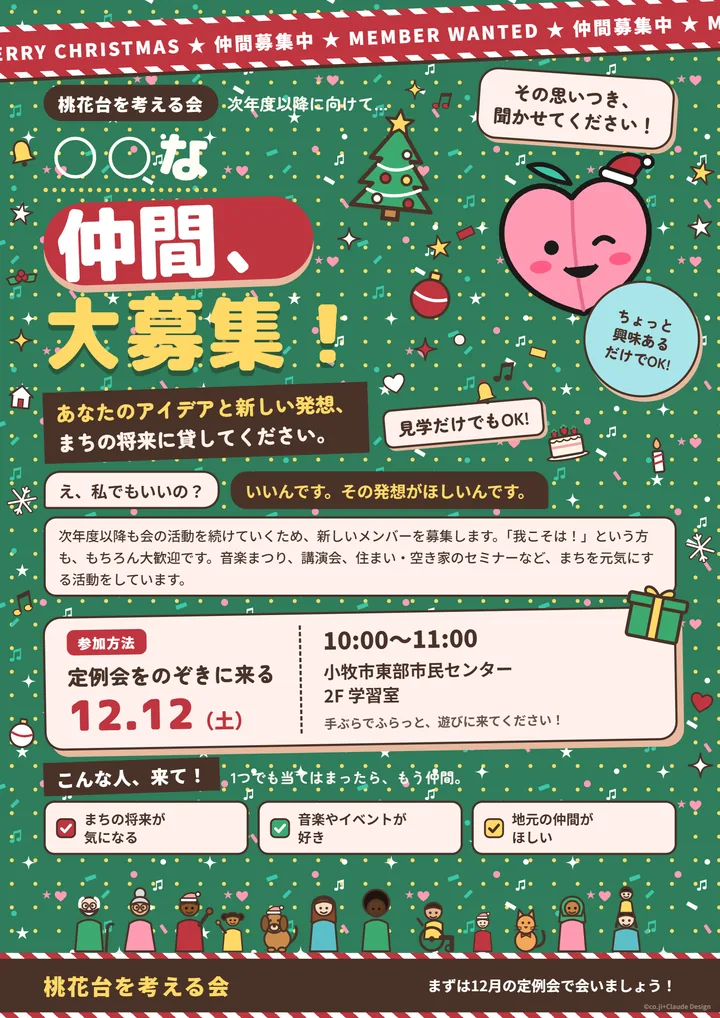 ERRY CHRISTMAS ★ 仲間募集中 ★ MEMBER WANTED ★ 仲間募集中 ★ M
桃花台を考える会 次年度以降に向けて…
その思いつき、
聞かせてください！
○○な
仲間、
大募集！
ちょっと
興味ある
だけでOK!
あなたのアイデアと新しい発想、
まちの将来に貸してください。
見学だけでもOK!
え、私でもいいの？ いいんです。その発想がほしいんです。
次年度以降も会の活動を続けていくため、新しいメンバーを募集します。「我こそは！」という方
も、もちろん大歓迎です。音楽まつり、講演会、住まい・空き家のセミナーなど、まちを元気にす
る活動をしています。
参加方法
定例会をのぞきに来る
12.12（土）
10:00〜11:00
小牧市東部市民センター
2F 学習室
手ぶらでふらっと、遊びに来てください！
こんな人、来て！ 1つでも当てはまったら、もう仲間。
まちの将来が
気になる
音楽やイベントが
好き
地元の仲間が
ほしい
桃花台を考える会 まずは12月の定例会で会いましょう！
©co.ji+Claude Design